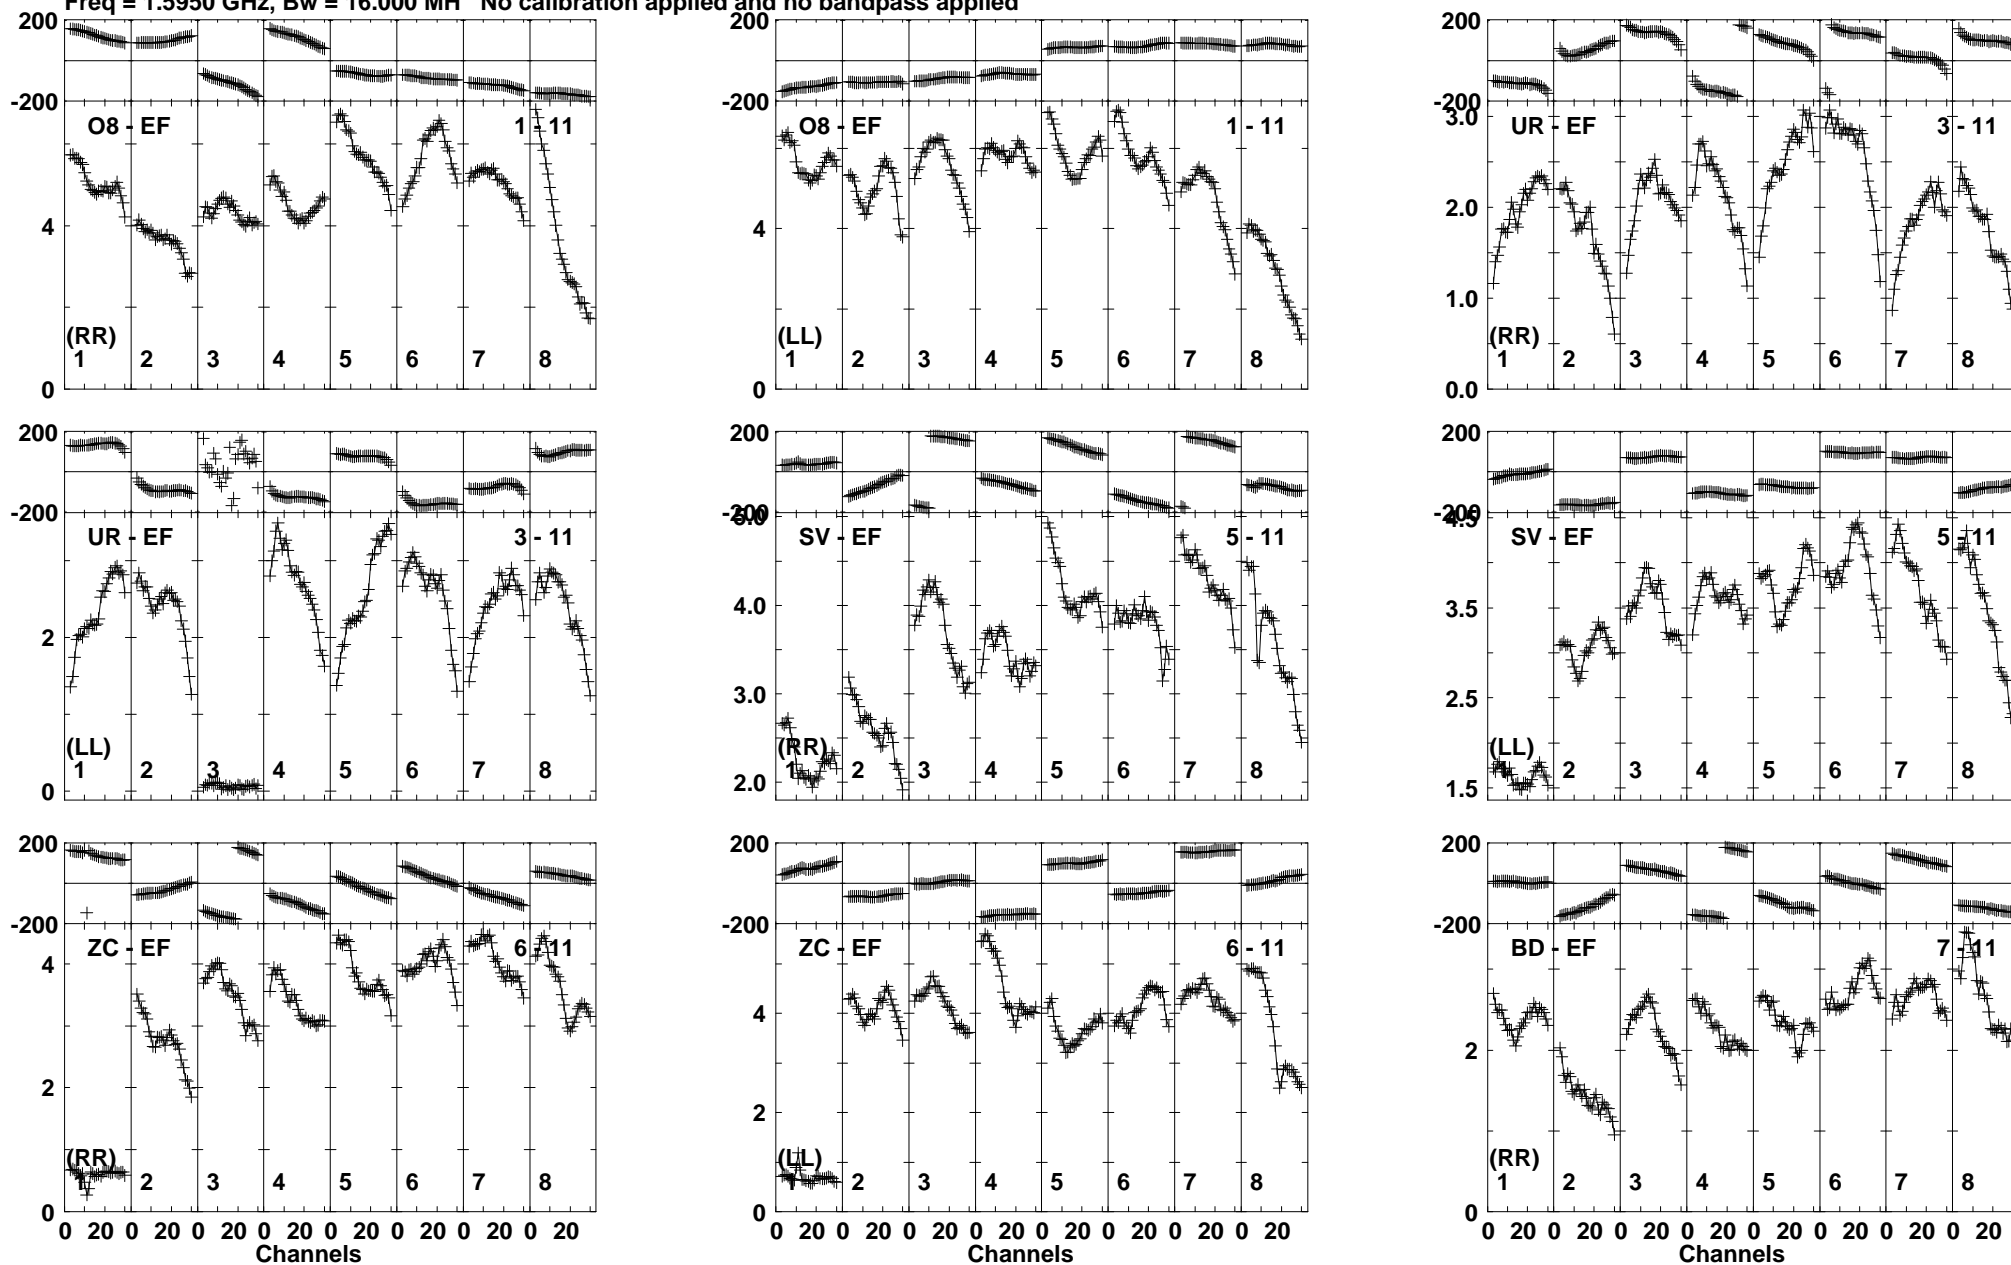 Freq = 1.5950 GHz, Bw = 16.000 MH No calibration applied and no bandpass applied
200 200 200
-200 -200 -200
O8 - EF 1 - 11 O8 - EF 1 - 11 3.0 UR - EF 3 - 11
2.0
4 4
1.0
(RR) (LL) (RR)
1 2 3 4 5 6 7 8 1 2 3 4 5 6 7 8 1 2 3 4 5 6 7 8
0 0 0.0
200 200 200
-200 -200 -200
5.0 4.5
UR - EF 3 - 11 SV - EF 5 - 11 SV - EF 5 - 11
4.0 3.5
2
3.0 2.5
(LL) (RR) (LL)
1 2 3 4 5 6 7 8 1 2 3 4 5 6 7 8 1 2 3 4 5 6 7 8
0 2.0 1.5
200 200 200
-200 -200 -200
ZC - EF 6 - 11 ZC - EF 6 - 11 BD - EF 7 - 11
4 4 2
2 2
(RR) (LL) (RR)
1 2 3 4 5 6 7 8 1 2 3 4 5 6 7 8 1 2 3 4 5 6 7 8
0 0 0
0 20 0 20 0 20 0 20 0 20 0 20 0 20 0 20 0 20 0 20 0 20 0 20 0 20 0 20 0 20 0 20 0 20 0 20 0 20 0 20 0 20 0 20 0 20 0 20
Channels Channels